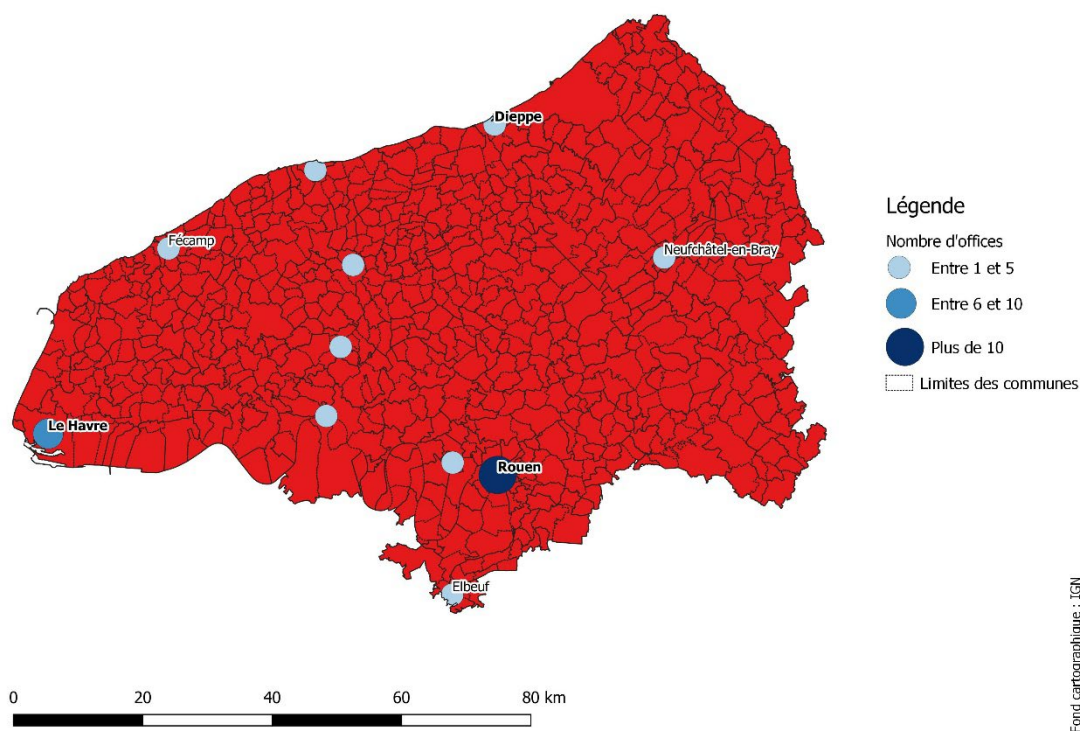 Dieppe
Fécamp
Neufchâtel-en-Bray
Le Havre
Rouen
Elbeuf
Légende
Nombre d'offices
Entre 1 et 5
Entre 6 et 10
Plus de 10
Limites des communes
0 20 40 60 80 km
Fond cartographique : IGN